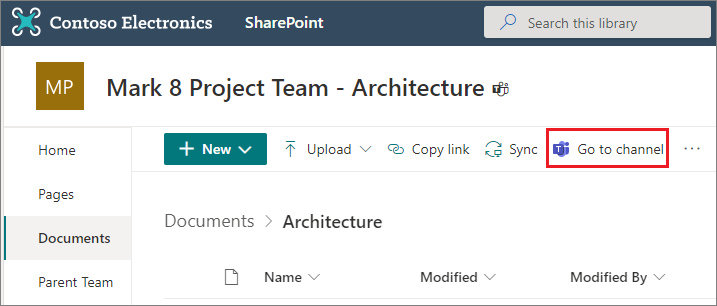 Contoso Electronics SharePoint Search this library
MP Mark 8 Project Team - Architecture
Home
Pages
Documents
Parent Team
+ New Upload Copy link Sync Go to channel ...
Documents > Architecture
Name Modified Modified By